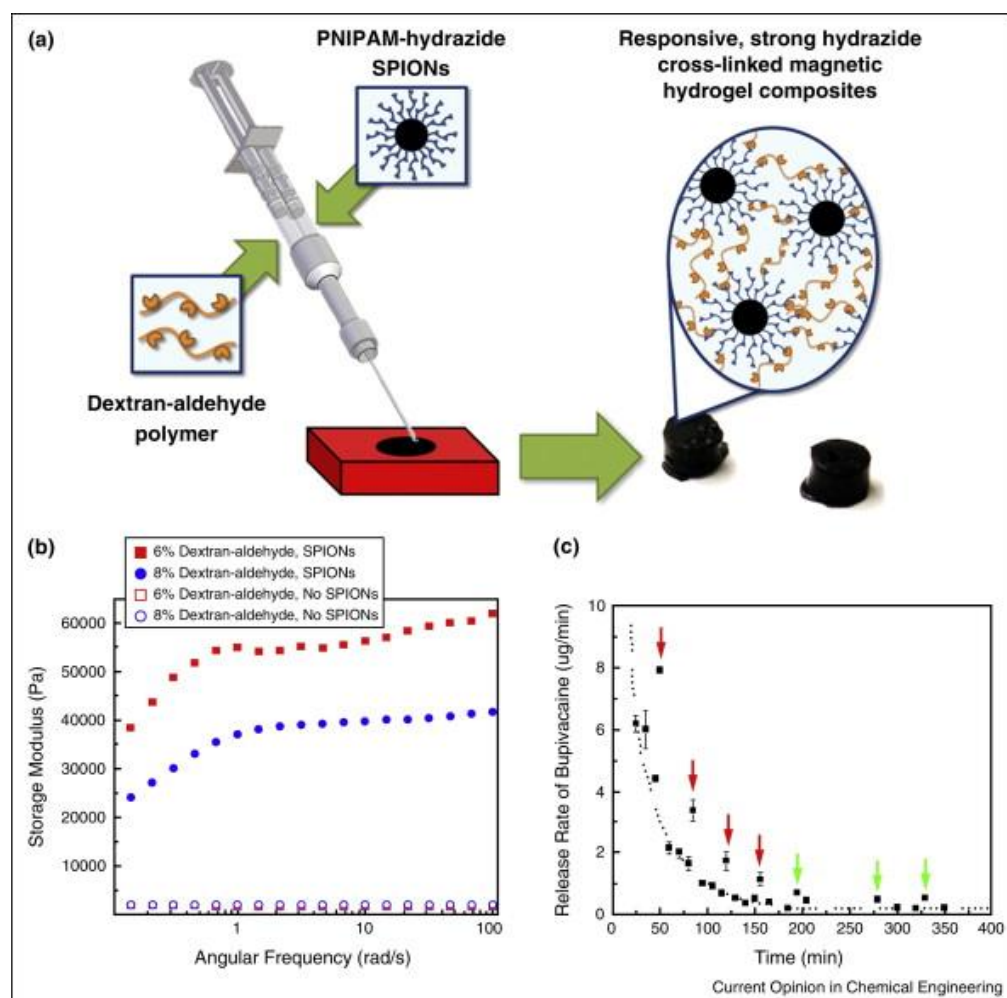 (a)
PNIPAM-hydrazide
SPIONs
Responsive, strong hydrazide
cross-linked magnetic
hydrogel composites
Dextran-aldehyde
polymer
(b)
6% Dextran-aldehyde, SPIONs
8% Dextran-aldehyde, SPIONs
6% Dextran-aldehyde, No SPIONs
8% Dextran-aldehyde, No SPIONs
Storage Modulus (Pa)
60000
50000
40000
30000
20000
10000
1
10
100
Angular Frequency (rad/s)
(c)
Release Rate of Bupivacaine (ug/min)
10
8
6
4
2
0
0
50
100
150
200
250
300
350
400
Time (min)
Current Opinion in Chemical Engineering